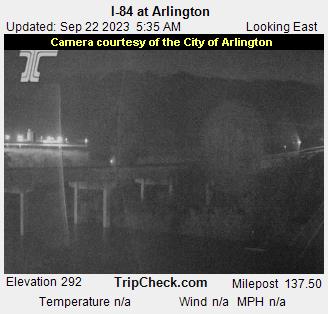 I-84 at Arlington
Updated: Sep 22 2023 5:35 AM Looking East
Camera courtesy of the City of Arlington
Elevation 292 TripCheck.com Milepost 137.50
Temperature n/a Wind n/a MPH n/a